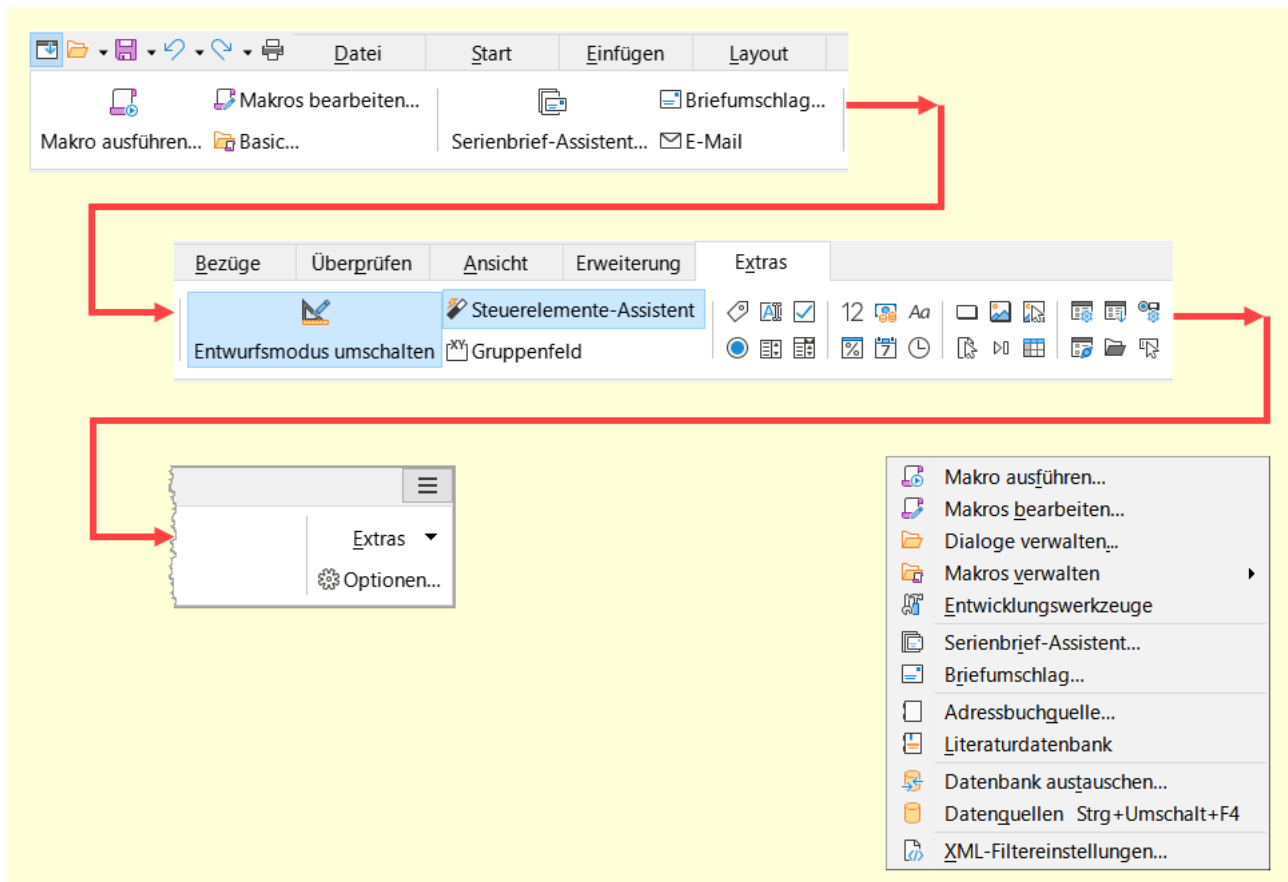 Datei Start Einfügen Layout
Makros bearbeiten... Briefumschlag...
Makro ausführen... Basic... Serienbrief-Assistent... E-Mail
Bezüge Überprüfen Ansicht Erweiterung Extras
Steuerelemente-Assistent 12 Aa
Entwurfsmodus umschalten XY Gruppenfeld % 7
Extras
Optionen...
Makro ausführen...
Makros bearbeiten...
Dialoge verwalten...
Makros verwalten
Entwicklungswerkzeuge
Serienbrief-Assistent...
Briefumschlag...
Adressbuchquelle...
Literaturdatenbank
Datenbank austauschen...
Datenquellen Strg+Umschalt+F4
XML-Filtereinstellungen...